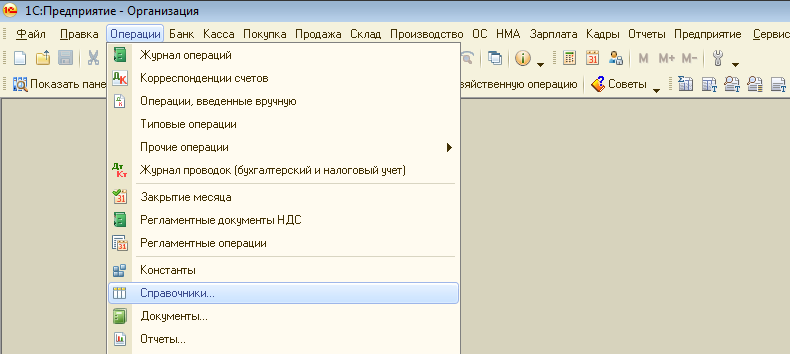 1С:Предприятие - Организация
Файл Правка Операции Банк Касса Покупка Продажа Склад Производство ОС НМА Зарплата Кадры Отчеты Предприятие Сервис
M M+ M-
Показать пане яйственную операцию Советы
Журнал операций
Корреспонденции счетов
Операции, введенные вручную
Типовые операции
Прочие операции
Журнал проводок (бухгалтерский и налоговый учет)
Закрытие месяца
Регламентные документы НДС
Регламентные операции
Константы
Справочники...
Документы...
Отчеты...